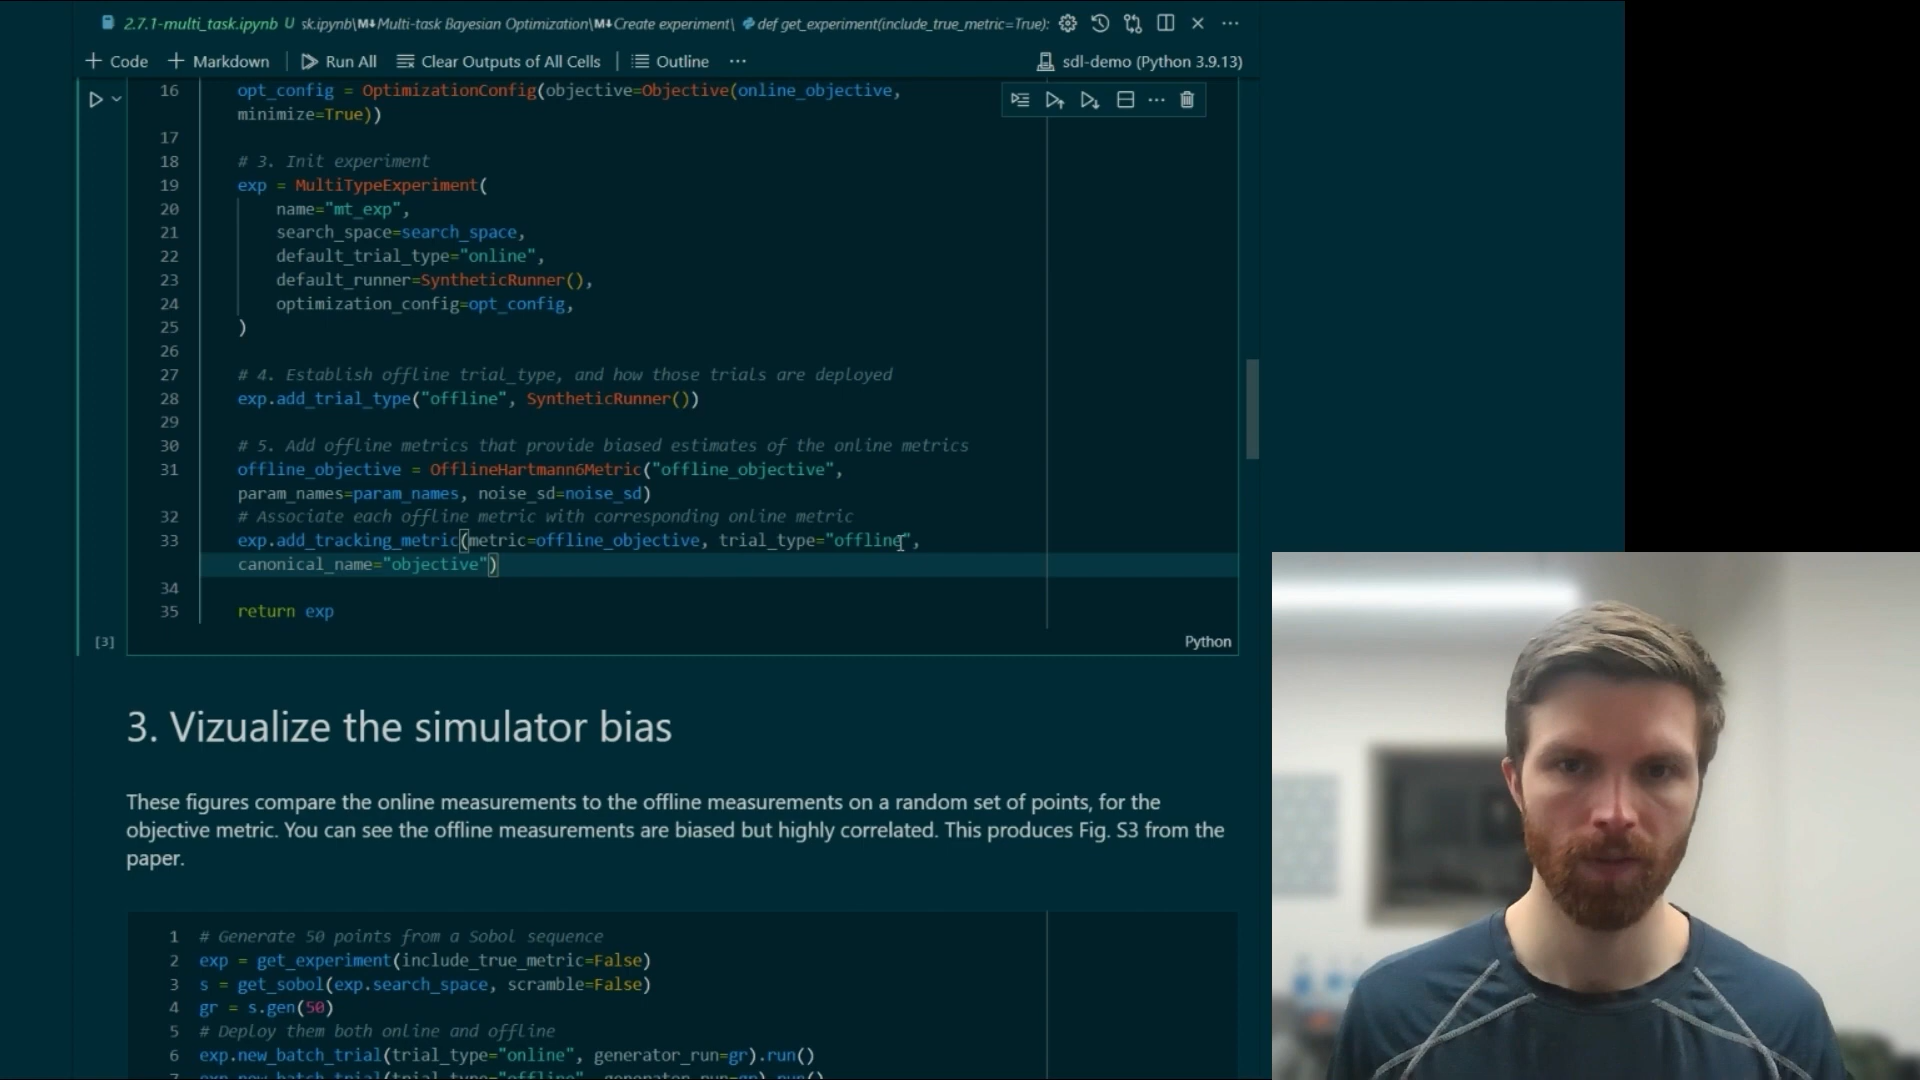 2.7.1-multi_task.ipynb U sk.ipynb\M↓Multi-task Bayesian Optimization\M↓Create experiment\ def get_experiment(include_true_metric=True):
+ Code + Markdown Run All Clear Outputs of All Cells Outline ··· sdl-demo (Python 3.9.13)
16 opt_config = OptimizationConfig(objective=Objective(online_objective,
minimize=True))
17
18 # 3. Init experiment
19 exp = MultiTypeExperiment(
20 name="mt_exp",
21 search_space=search_space,
22 default_trial_type="online",
23 default_runner=SyntheticRunner(),
24 optimization_config=opt_config,
25 )
26
27 # 4. Establish offline trial_type, and how those trials are deployed
28 exp.add_trial_type("offline", SyntheticRunner())
29
30 # 5. Add offline metrics that provide biased estimates of the online metrics
31 offline_objective = OfflineHartmann6Metric("offline_objective",
param_names=param_names, noise_sd=noise_sd)
32 # Associate each offline metric with corresponding online metric
33 exp.add_tracking_metric(metric=offline_objective, trial_type="offline",
canonical_name="objective")
34
35 return exp
[3] Python
3. Vizualize the simulator bias
These figures compare the online measurements to the offline measurements on a random set of points, for the
objective metric. You can see the offline measurements are biased but highly correlated. This produces Fig. S3 from the
paper.
1 # Generate 50 points from a Sobol sequence
2 exp = get_experiment(include_true_metric=False)
3 s = get_sobol(exp.search_space, scramble=False)
4 gr = s.gen(50)
5 # Deploy them both online and offline
6 exp.new_batch_trial(trial_type="online", generator_run=gr).run()
7 exp.new_batch_trial(trial_type="offline", generator_run=gr).run()